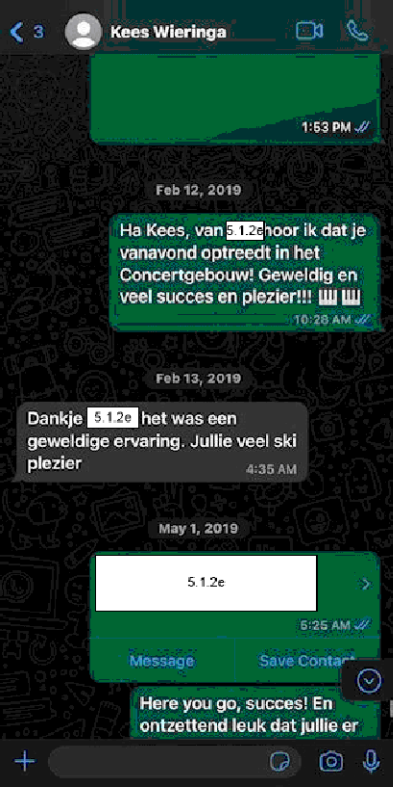 3
Kees Wieringa
1:53 PM
Feb 12, 2019
Ha Kees, van 5.1.2e hoor ik dat je
vanavond optreedt in het
Concertgebouw! Geweldig en
veel succes en plezier!!! 🎹 🎹
10:28 AM
Feb 13, 2019
Dankje 5.1.2e het was een
geweldige ervaring. Jullie veel ski
plezier
4:35 AM
May 1, 2019
5.1.2e
5:25 AM
Message Save Contact
Here you go, succes! En
ontzettend leuk dat jullie er